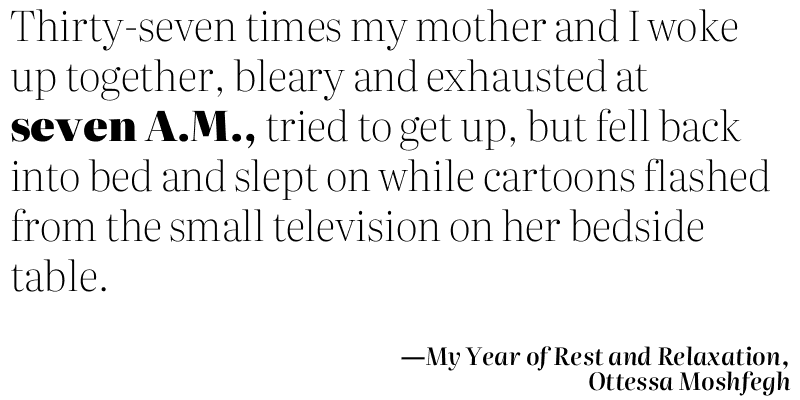 Thirty-seven times my mother and I woke
up together, bleary and exhausted at
seven A.M., tried to get up, but fell back
into bed and slept on while cartoons flashed
from the small television on her bedside
table.
—My Year of Rest and Relaxation,
Ottessa Moshfegh